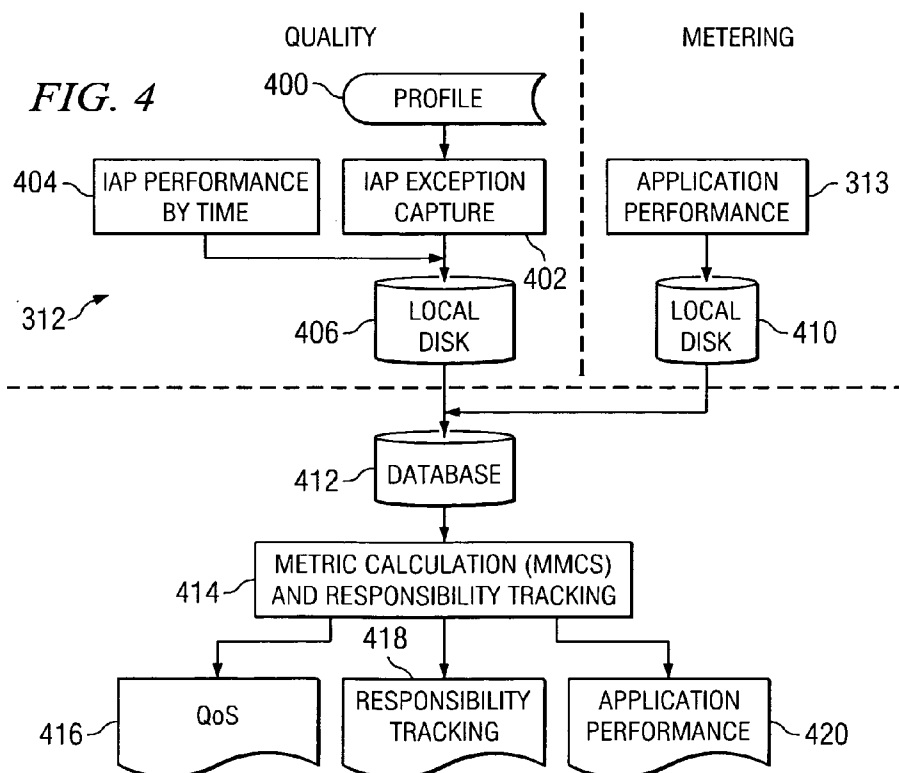 QUALITY
METERING
FIG. 4
400
PROFILE
404
IAP PERFORMANCE
BY TIME
IAP EXCEPTION
CAPTURE
402
APPLICATION
PERFORMANCE
313
312
406
LOCAL
DISK
LOCAL
DISK
410
412
DATABASE
414
METRIC CALCULATION (MMCS)
AND RESPONSIBILITY TRACKING
416
QoS
418
RESPONSIBILITY
TRACKING
APPLICATION
PERFORMANCE
420